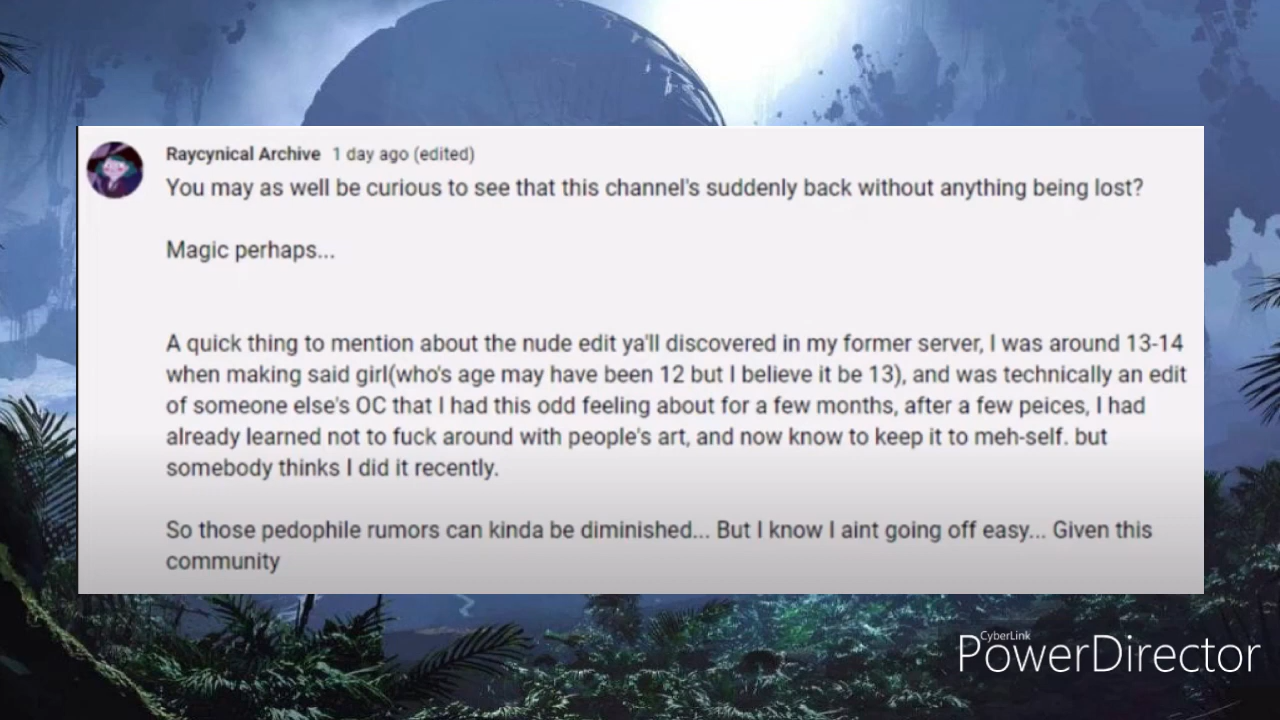 Raycynical Archive 1 day ago (edited)
You may as well be curious to see that this channel's suddenly back without anything being lost?
Magic perhaps...
A quick thing to mention about the nude edit ya'll discovered in my former server, I was around 13-14
when making said girl(who's age may have been 12 but I believe it be 13), and was technically an edit
of someone else's OC that I had this odd feeling about for a few months, after a few peices, I had
already learned not to fuck around with people's art, and now know to keep it to meh-self. but
somebody thinks I did it recently.
So those pedophile rumors can kinda be diminished... But I know I aint going off easy... Given this
community
CyberLink
PowerDirector